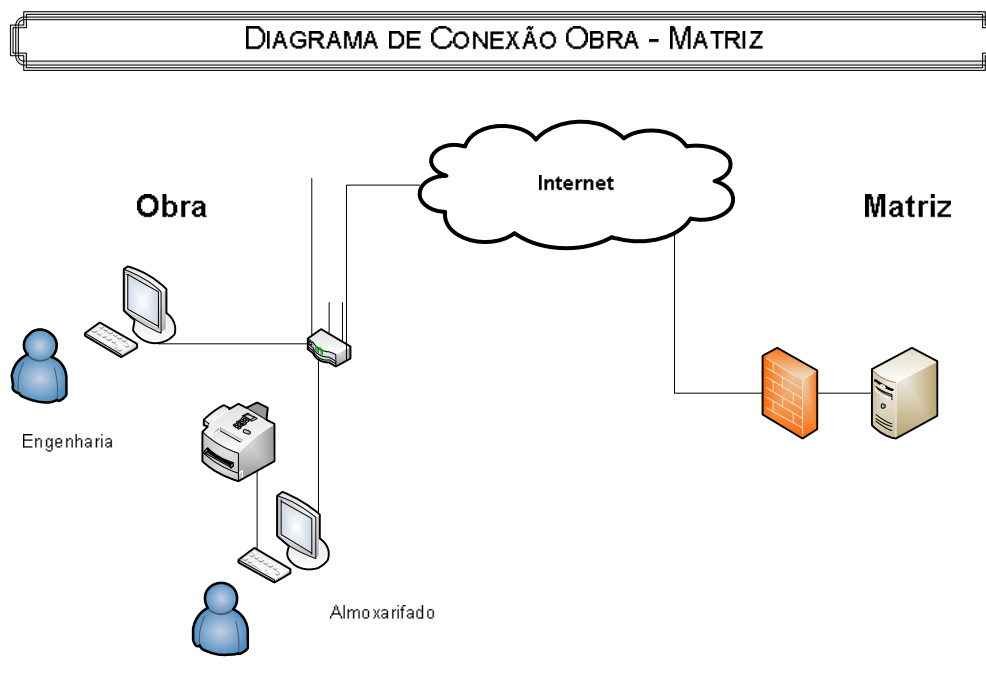 DIAGRAMA DE CONEXÃO OBRA - MATRIZ
Internet
Obra
Matriz
Engenharia
Almoxarifado